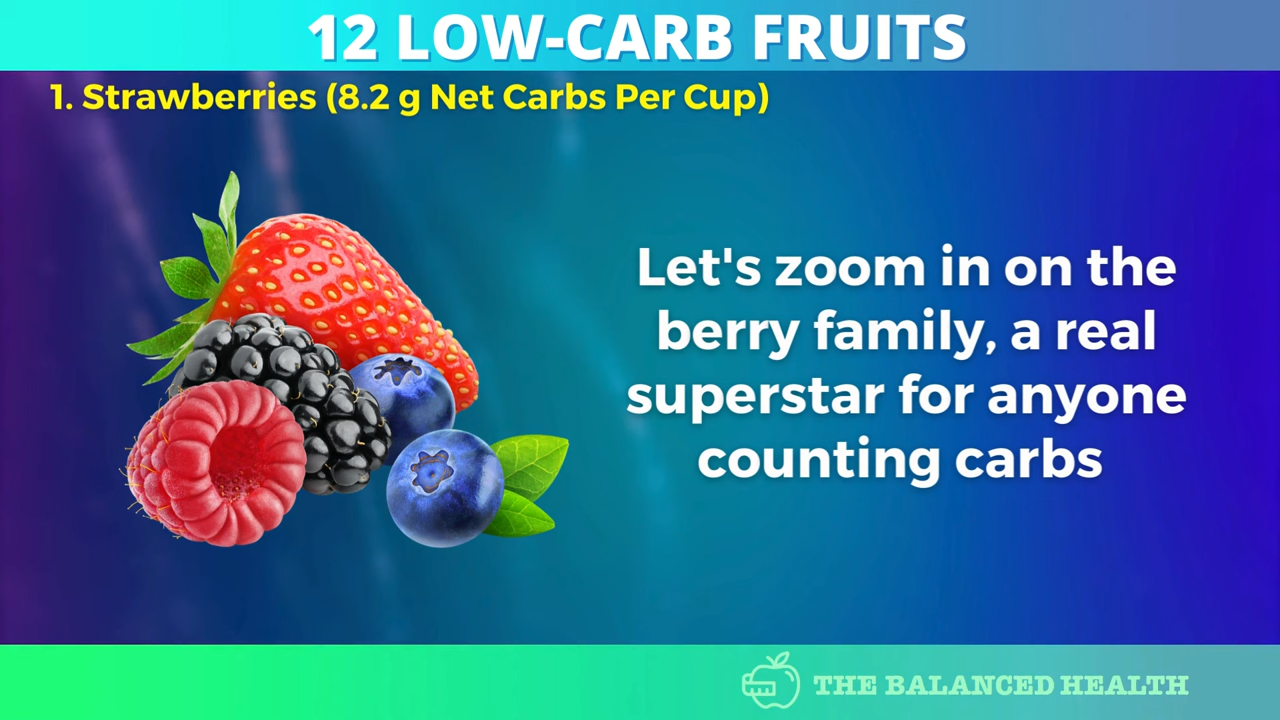 12 LOW-CARB FRUITS
1. Strawberries (8.2 g Net Carbs Per Cup)
Let's zoom in on the
berry family, a real
superstar for anyone
counting carbs
THE BALANCED HEALTH